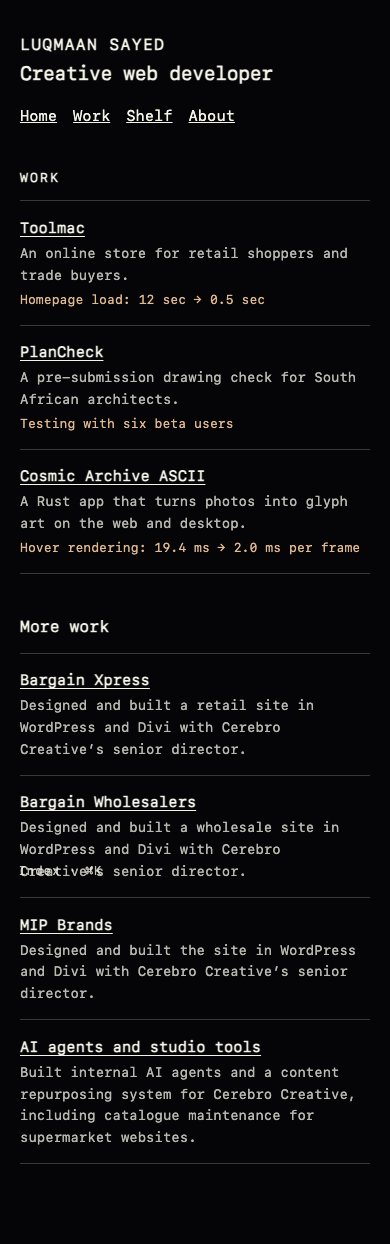 LUQMAAN SAYED
Creative web developer
Home Work Shelf About
WORK
Toolmac
An online store for retail shoppers and
trade buyers.
Homepage load: 12 sec → 0.5 sec
PlanCheck
A pre–submission drawing check for South
African architects.
Testing with six beta users
Cosmic Archive ASCII
A Rust app that turns photos into glyph
art on the web and desktop.
Hover rendering: 19.4 ms → 2.0 ms per frame
More work
Bargain Xpress
Designed and built a retail site in
WordPress and Divi with Cerebro
Creative’s senior director.
Bargain Wholesalers
Designed and built a wholesale site in
WordPress and Divi with Cerebro
Creative’s senior director.
Index ⌘K
MIP Brands
Designed and built the site in WordPress
and Divi with Cerebro Creative’s senior
director.
AI agents and studio tools
Built internal AI agents and a content
repurposing system for Cerebro Creative,
including catalogue maintenance for
supermarket websites.